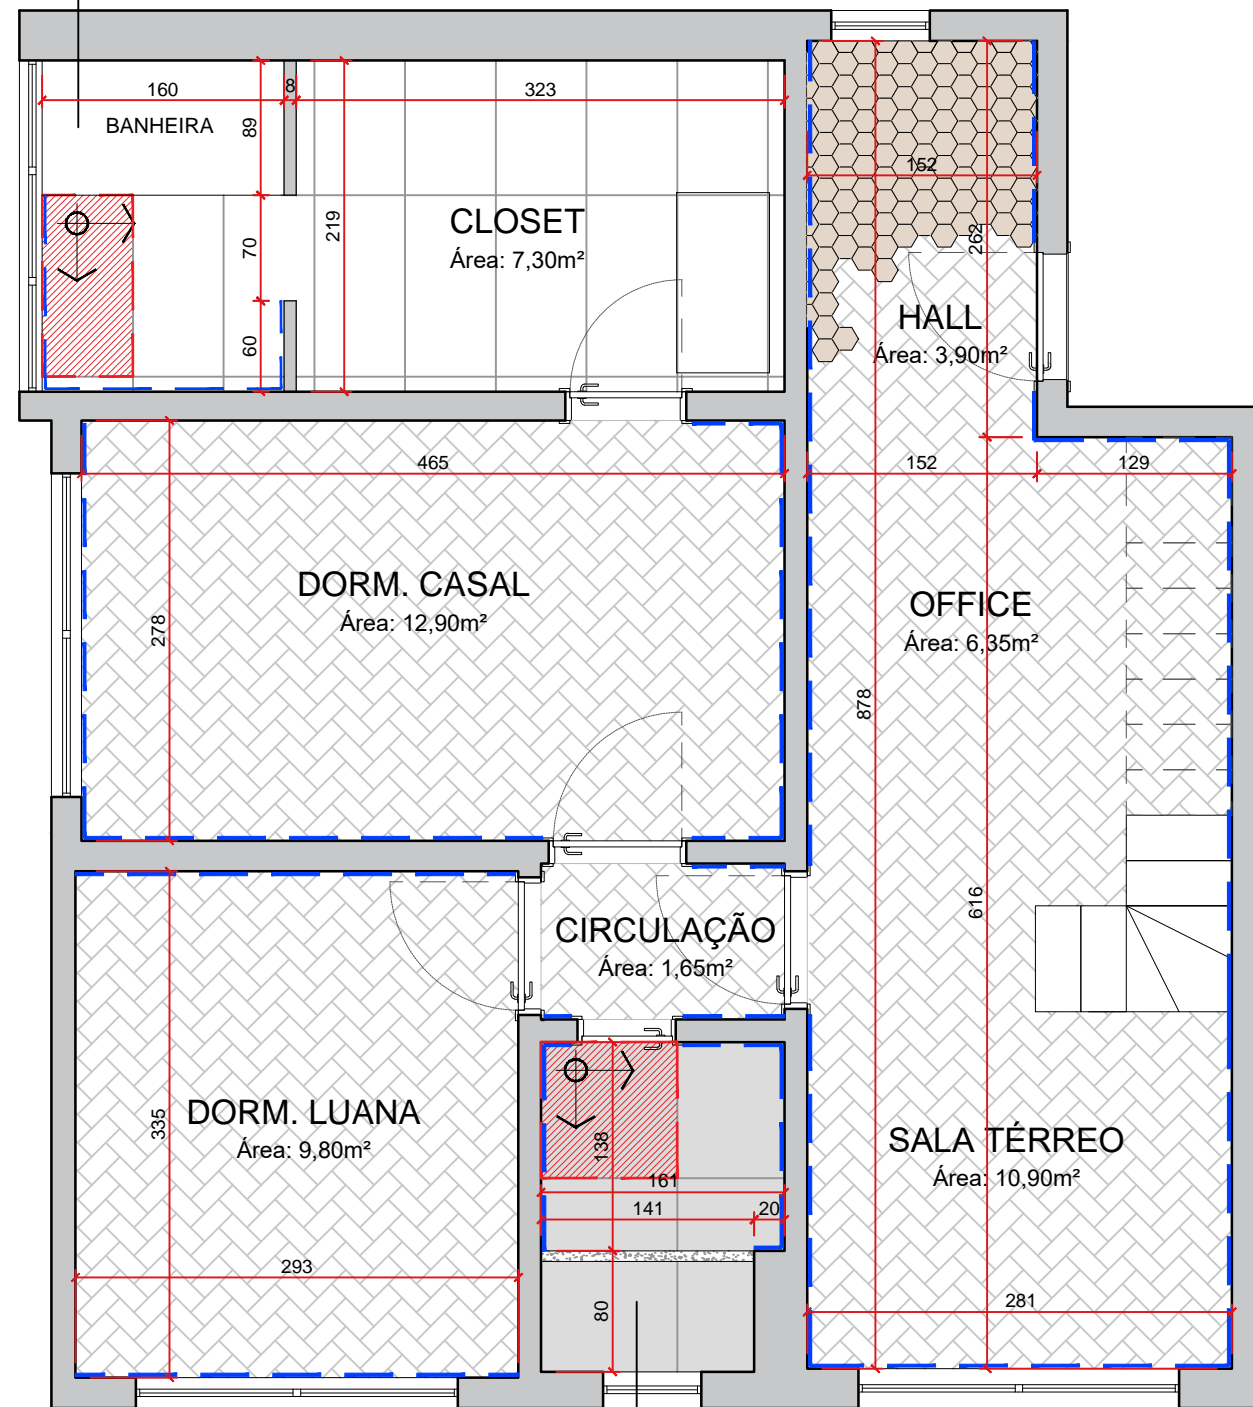 160
8
323
BANHEIRA
89
152
70
219
CLOSET
Área: 7,30m²
262
HALL
Área: 3,90m²
60
465
152
129
DORM. CASAL
Área: 12,90m²
278
OFFICE
Área: 6,35m²
878
616
CIRCULAÇÃO
Área: 1,65m²
DORM. LUANA
Área: 9,80m²
335
138
SALA TÉRREO
Área: 10,90m²
161
141
20
293
80
281